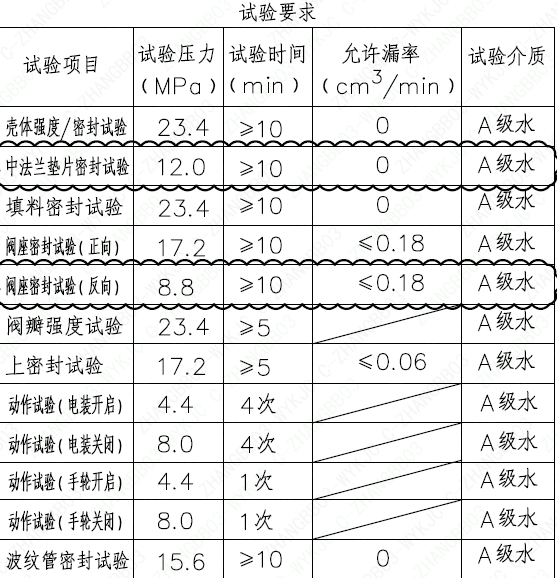 试验要求
试验项目 试验压力(MPa) 试验时间(min) 允许漏率(cm3/min) 试验介质
壳体强度/密封试验 23.4 ≥10 0 A级水
中法兰垫片密封试验 12.0 ≥10 0 A级水
填料密封试验 23.4 ≥10 0 A级水
阀座密封试验(正向) 17.2 ≥10 ≤0.18 A级水
阀座密封试验(反向) 8.8 ≥10 ≤0.18 A级水
阀瓣强度试验 23.4 ≥5 A级水
上密封试验 17.2 ≥5 ≤0.06 A级水
动作试验(电装开启) 4.4 4次 A级水
动作试验(电装关闭) 8.0 4次 A级水
动作试验(手轮开启) 4.4 1次 A级水
动作试验(手轮关闭) 8.0 1次 A级水
波纹管密封试验 15.6 ≥10 0 A级水